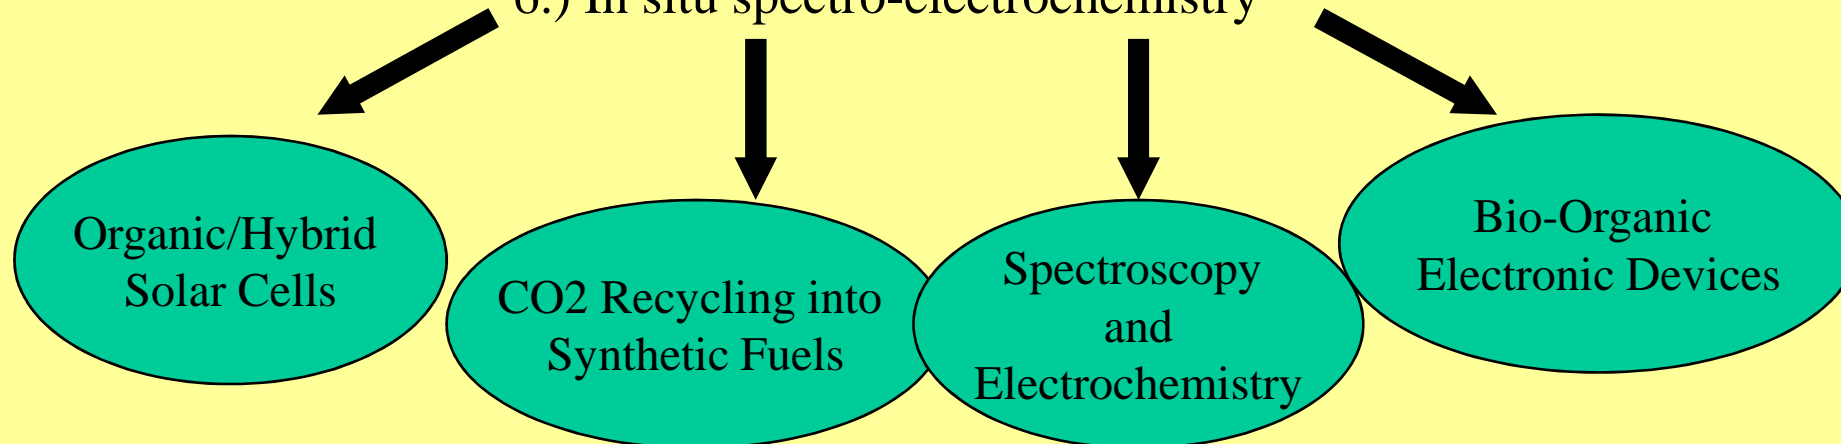 6.) In situ spectro-electrochemistry
Organic/Hybrid
Solar Cells
CO2 Recycling into
Synthetic Fuels
Spectroscopy
and
Electrochemistry
Bio-Organic
Electronic Devices